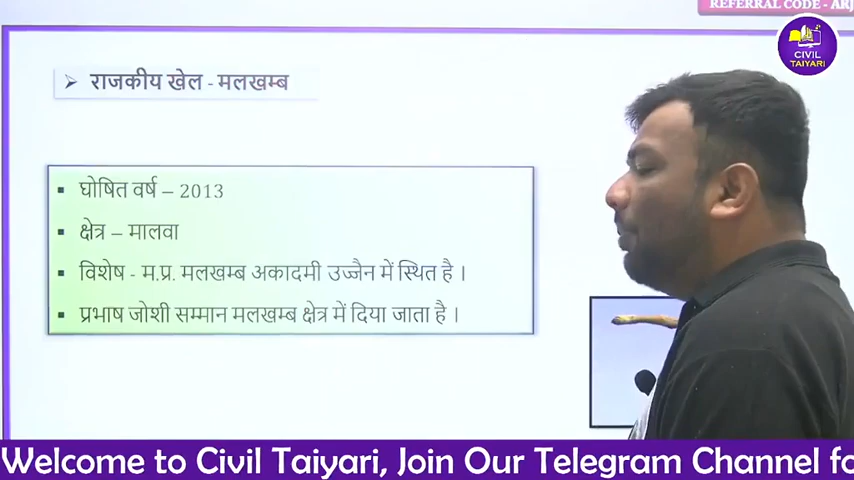 REFERRAL CODE - ARJ
CIVIL
TAIYARI
➢ राजकीय खेल - मलखम्ब
▪ घोषित वर्ष – 2013
▪ क्षेत्र – मालवा
▪ विशेष - म.प्र. मलखम्ब अकादमी उज्जैन में स्थित है ।
▪ प्रभाष जोशी सम्मान मलखम्ब क्षेत्र में दिया जाता है ।
Welcome to Civil Taiyari, Join Our Telegram Channel fo